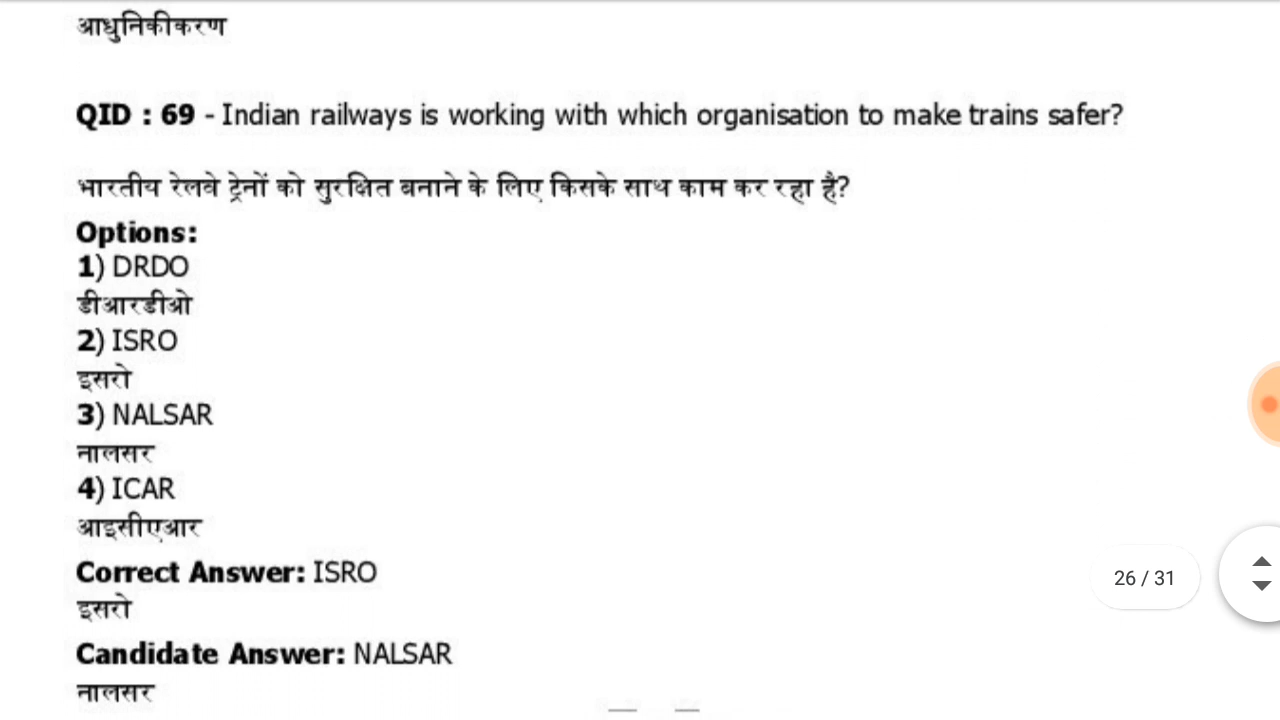 आधुनिकीकरण
QID : 69 - Indian railways is working with which organisation to make trains safer?
भारतीय रेलवे ट्रेनों को सुरक्षित बनाने के लिए किसके साथ काम कर रहा है?
Options:
1) DRDO
डीआरडीओ
2) ISRO
इसरो
3) NALSAR
नालसर
4) ICAR
आइसीएआर
Correct Answer: ISRO
इसरो
26 / 31
Candidate Answer: NALSAR
नालसर